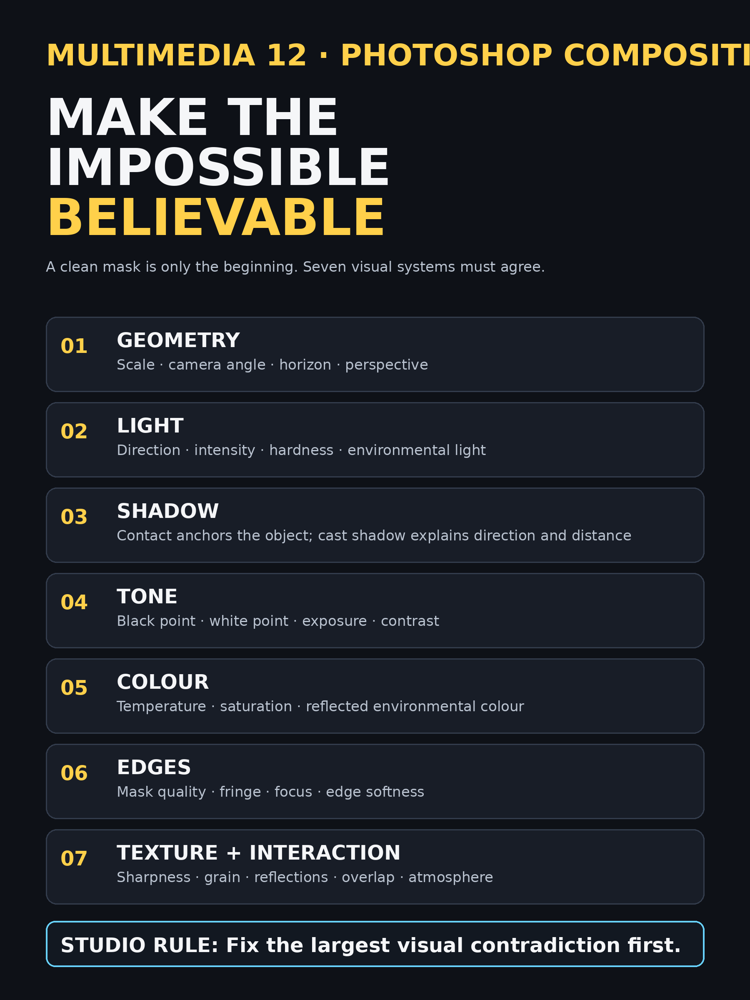 MULTIMEDIA 12 · PHOTOSHOP COMPOSITI
MAKE THE
IMPOSSIBLE
BELIEVABLE
A clean mask is only the beginning. Seven visual systems must agree.
01
GEOMETRY
Scale · camera angle · horizon · perspective
02
LIGHT
Direction · intensity · hardness · environmental light
03
SHADOW
Contact anchors the object; cast shadow explains direction and distance
04
TONE
Black point · white point · exposure · contrast
05
COLOUR
Temperature · saturation · reflected environmental colour
06
EDGES
Mask quality · fringe · focus · edge softness
07
TEXTURE + INTERACTION
Sharpness · grain · reflections · overlap · atmosphere
STUDIO RULE: Fix the largest visual contradiction first.